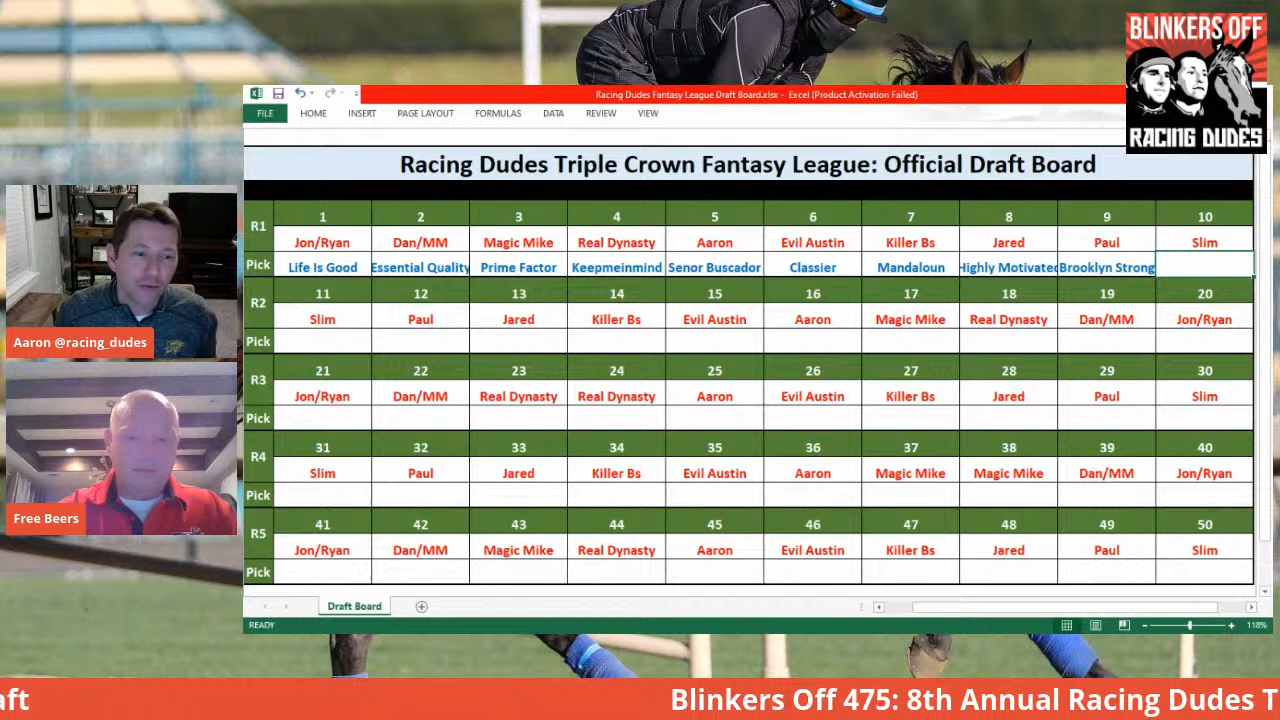 BLINKERS OFF
RACING DUDES
Racing Dudes Fantasy League Draft Board.xlsx - Excel (Product Activation Failed)
FILE HOME INSERT PAGE LAYOUT FORMULAS DATA REVIEW VIEW
Racing Dudes Triple Crown Fantasy League: Official Draft Board
R1 1 2 3 4 5 6 7 8 9 10
Jon/Ryan Dan/MM Magic Mike Real Dynasty Aaron Evil Austin Killer Bs Jared Paul Slim
Pick Life Is Good Essential Quality Prime Factor Keepmeinmind Senor Buscador Classier Mandaloun Highly Motivated Brooklyn Strong
R2 11 12 13 14 15 16 17 18 19 20
Slim Paul Jared Killer Bs Evil Austin Aaron Magic Mike Real Dynasty Dan/MM Jon/Ryan
Pick
R3 21 22 23 24 25 26 27 28 29 30
Jon/Ryan Dan/MM Real Dynasty Real Dynasty Aaron Evil Austin Killer Bs Jared Paul Slim
Pick
R4 31 32 33 34 35 36 37 38 39 40
Slim Paul Jared Killer Bs Evil Austin Aaron Magic Mike Magic Mike Dan/MM Jon/Ryan
Pick
R5 41 42 43 44 45 46 47 48 49 50
Jon/Ryan Dan/MM Magic Mike Real Dynasty Aaron Evil Austin Killer Bs Jared Paul Slim
Pick
Draft Board
READY 118%
Aaron @racing_dudes
Free Beers
aft Blinkers Off 475: 8th Annual Racing Dudes T